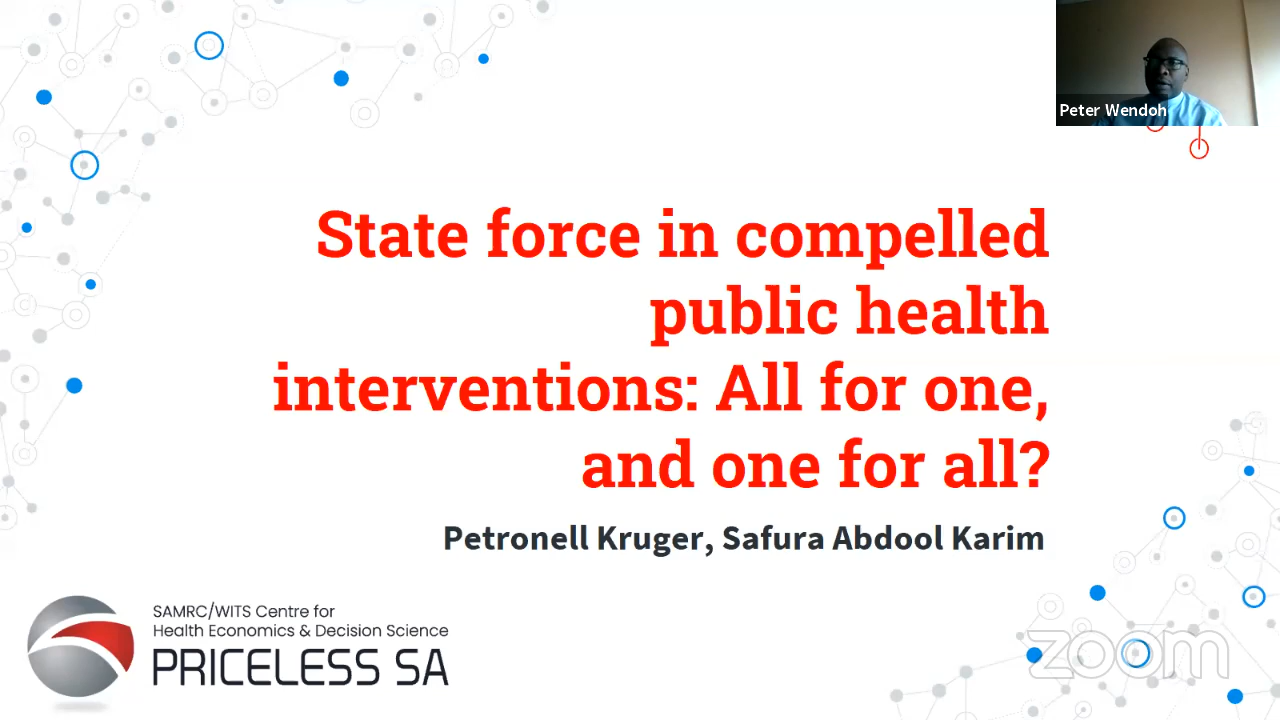 Peter Wendoh
State force in compelled
public health
interventions: All for one,
and one for all?
Petronell Kruger, Safura Abdool Karim
SAMRC/WITS Centre for
Health Economics & Decision Science
PRICELESS SA
zoom